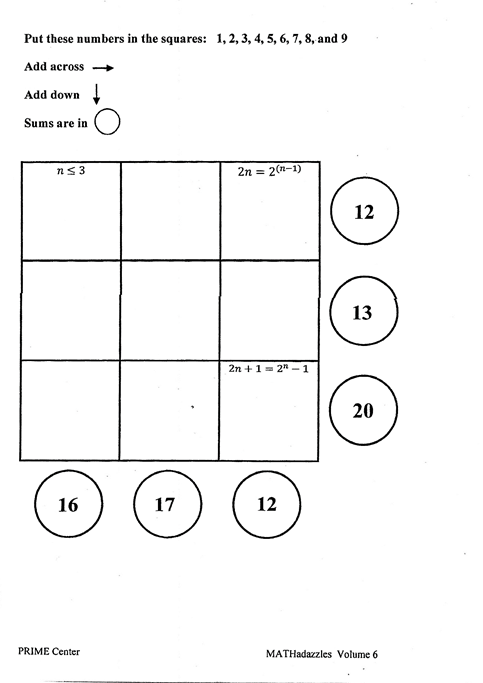 Put these numbers in the squares: 1, 2, 3, 4, 5, 6, 7, 8, and 9
Add across →
Add down ↓
Sums are in ◯
n ≤ 3
2n = 2^(n−1)
12
13
2n + 1 = 2^n − 1
20
16 17 12
PRIME Center
MATHadazzles Volume 6